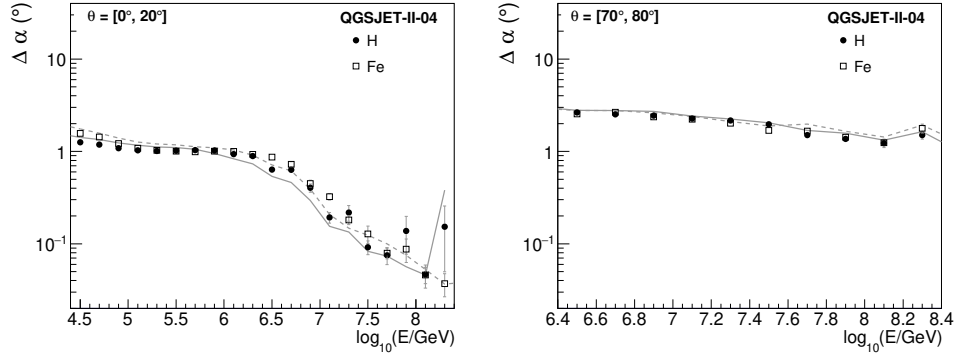 θ = [0°, 20°]
QGSJET-II-04
H
Fe
Δ α (°)
10
1
10⁻¹
4.5 5 5.5 6 6.5 7 7.5 8
log₁₀(E/GeV)
θ = [70°, 80°]
QGSJET-II-04
H
Fe
Δ α (°)
10
1
10⁻¹
6.4 6.6 6.8 7 7.2 7.4 7.6 7.8 8 8.2 8.4
log₁₀(E/GeV)